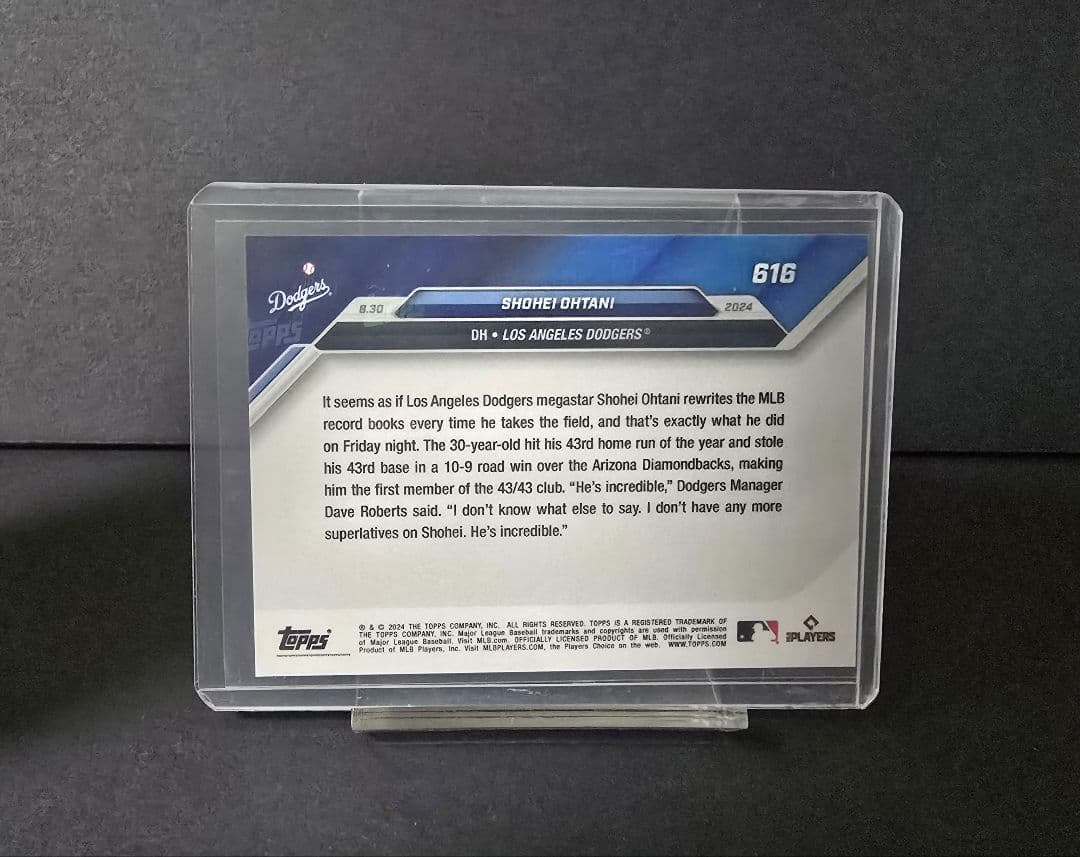 616
Dodgers
8.30
SHOHEI OHTANI
2024
TOPPS
DH • LOS ANGELES DODGERS®
It seems as if Los Angeles Dodgers megastar Shohei Ohtani rewrites the MLB
record books every time he takes the field, and that's exactly what he did
on Friday night. The 30-year-old hit his 43rd home run of the year and stole
his 43rd base in a 10-9 road win over the Arizona Diamondbacks, making
him the first member of the 43/43 club. “He's incredible,” Dodgers Manager
Dave Roberts said. “I don't know what else to say. I don't have any more
superlatives on Shohei. He's incredible.”
Topps®
® & © 2024 THE TOPPS COMPANY, INC. ALL RIGHTS RESERVED. TOPPS IS A REGISTERED TRADEMARK OF
THE TOPPS COMPANY, INC. Major League Baseball trademarks and copyrights are used with permission
of Major League Baseball. Visit MLB.com. OFFICIALLY LICENSED PRODUCT OF MLB. Officially Licensed
Product of MLB Players, Inc. Visit MLBPLAYERS.COM, the Players Choice on the web. WWW.TOPPS.COM
MLB PLAYERS